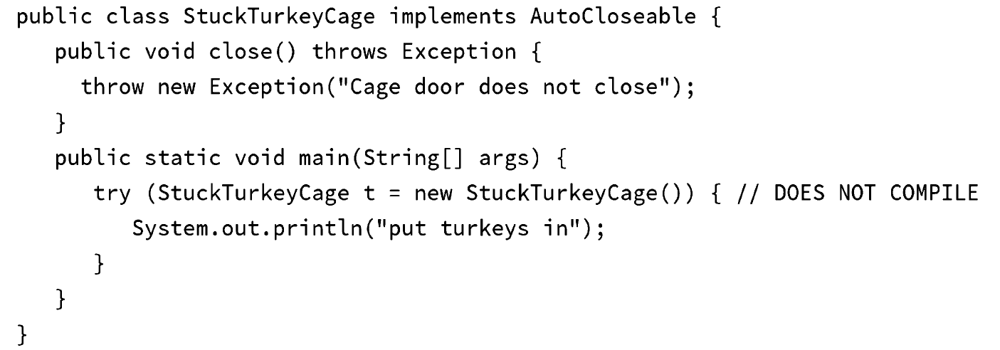 public class StuckTurkeyCage implements AutoCloseable {
public void close() throws Exception {
throw new Exception("Cage door does not close");
}
public static void main(String[] args) {
try (StuckTurkeyCage t = new StuckTurkeyCage()) { // DOES NOT COMPILE
System.out.println("put turkeys in");
}
}
}